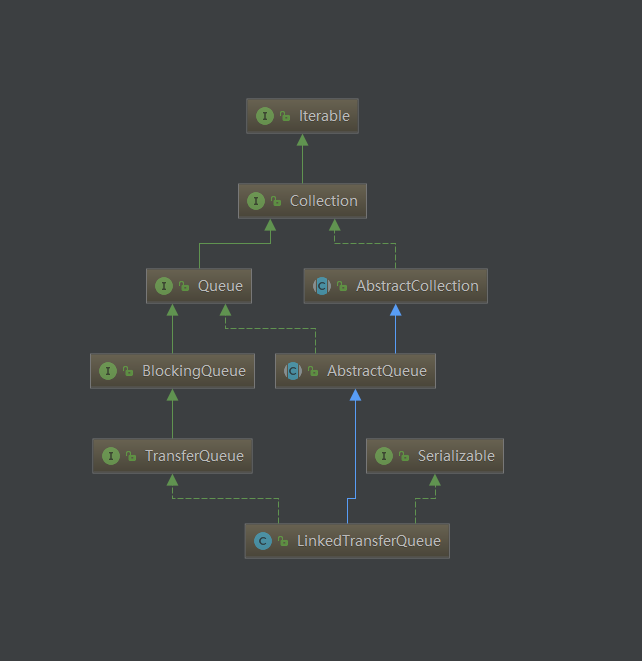 I Iterable
I Collection
I Queue
C AbstractCollection
I BlockingQueue
C AbstractQueue
I TransferQueue
I Serializable
C LinkedTransferQueue